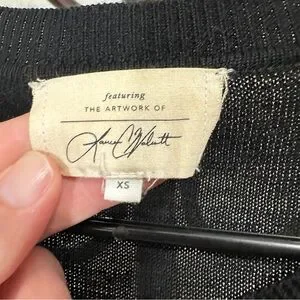 featuring
THE ARTWORK OF
XS